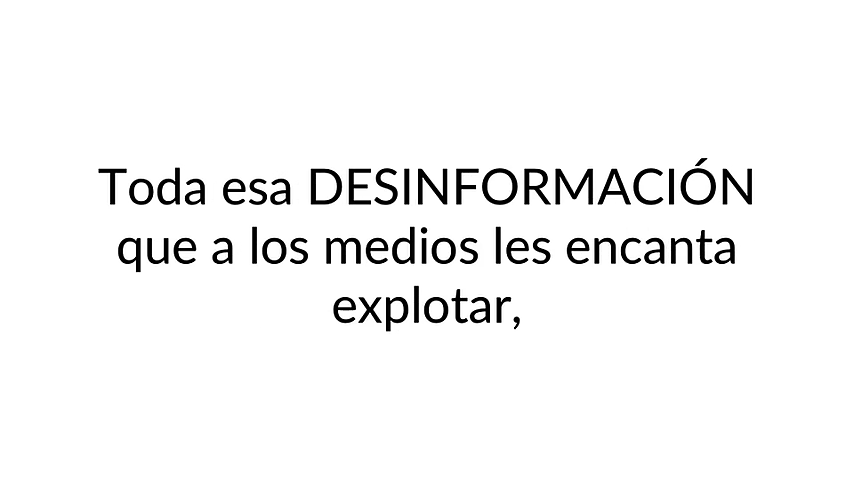 Toda esa DESINFORMACIÓN
que a los medios les encanta
explotar,